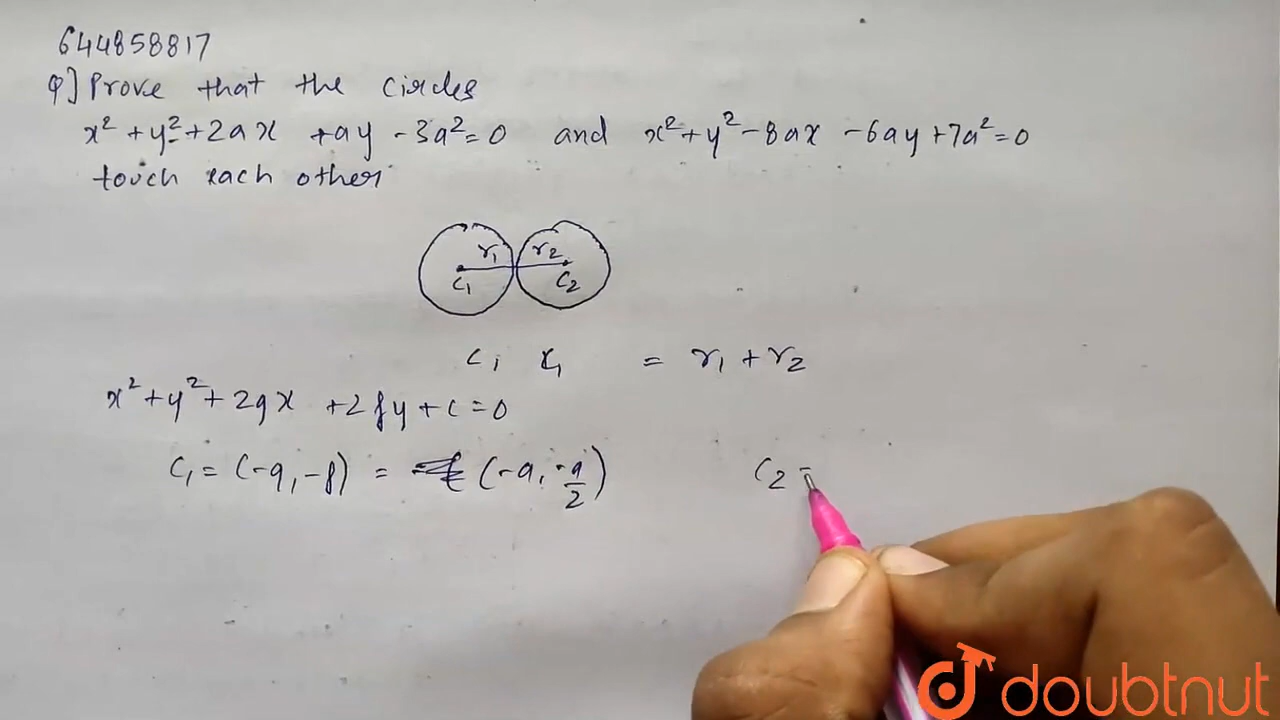 644858817
Q] Prove that the circles
x² + y² + 2ax + ay - 3a² = 0 and x² + y² - 8ax - 6ay + 7a² = 0
touch each other
r₁ r₂
C₁ C₂
C₁ = r₁ + r₂
x² + y² + 2gx + 2fy + c = 0
C₁ = (-g, -f) = (-a, -a/2) C₂ =
doubtnut